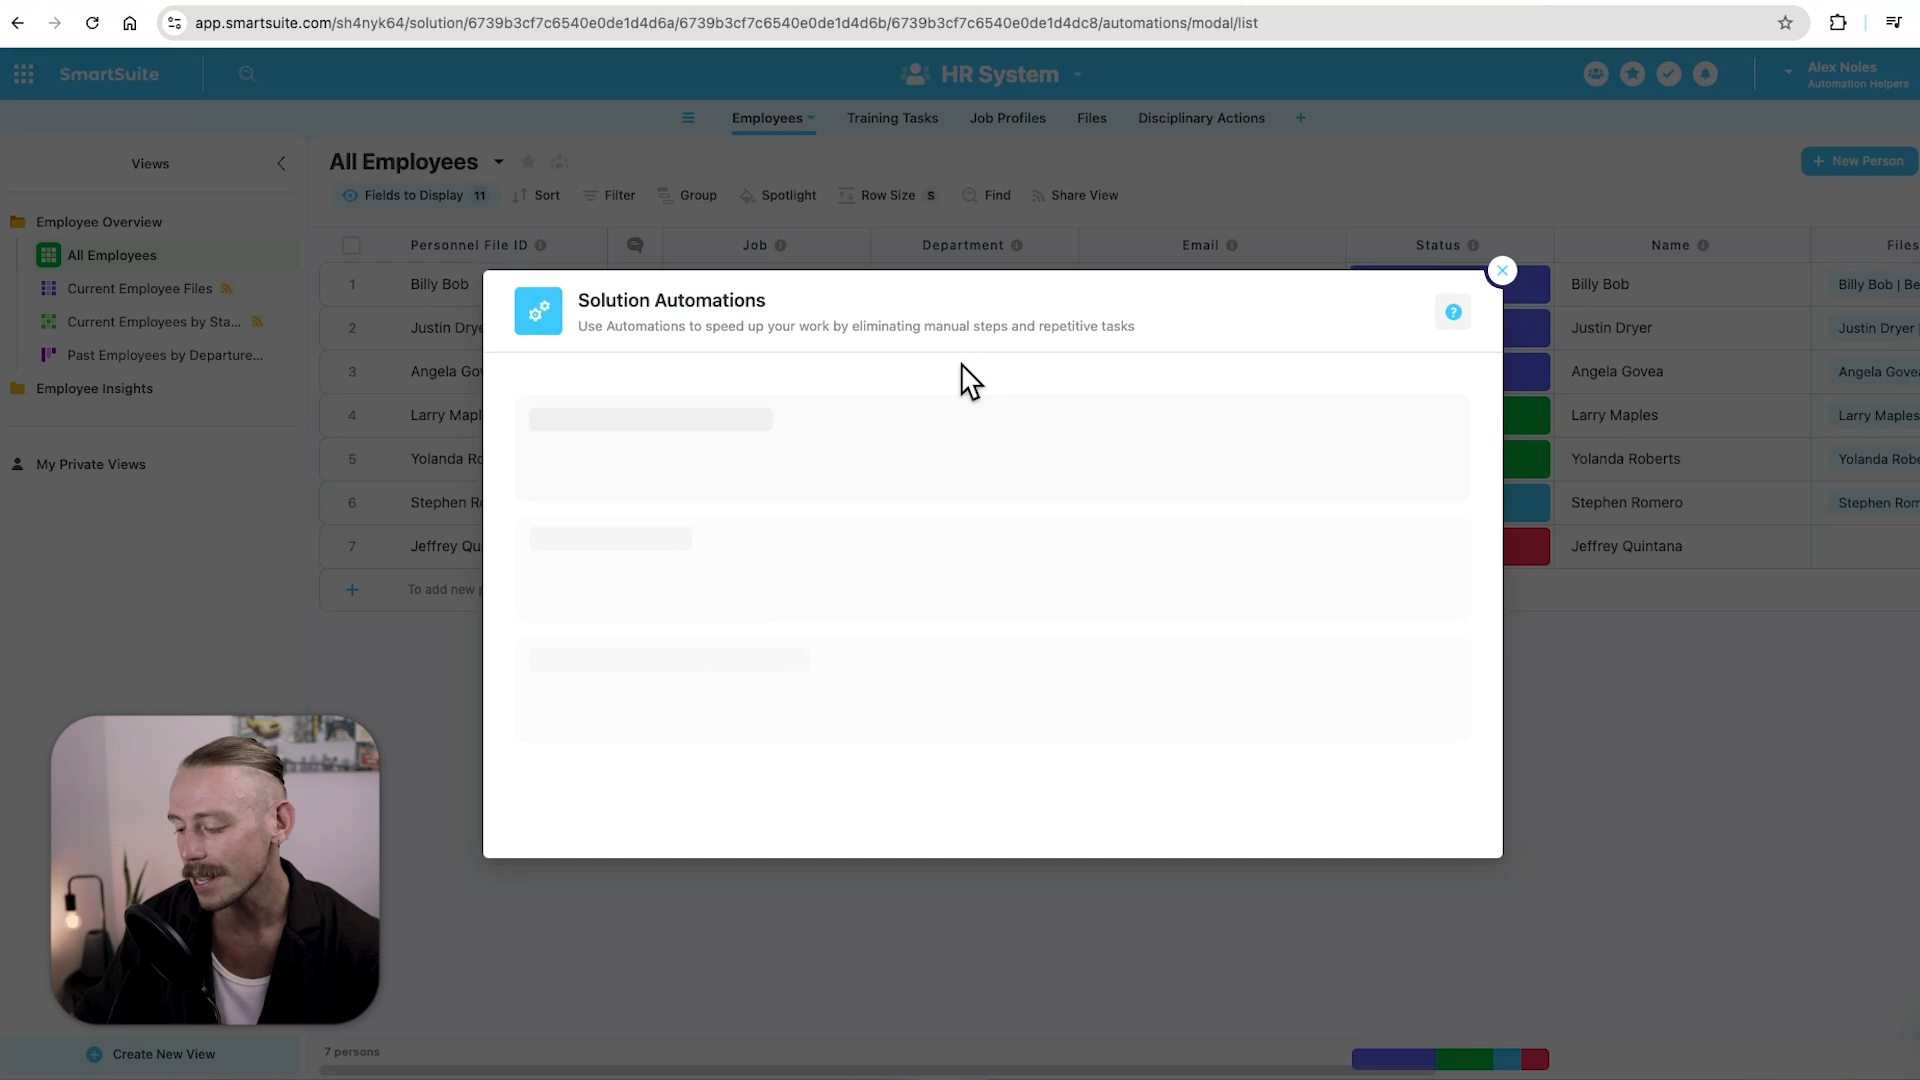 app.smartsuite.com/sh4nyk64/solution/6739b3cf7c6540e0de1d4d6a/6739b3cf7c6540e0de1d4d6b/6739b3cf7c6540e0de1d4dc8/automations/modal/list
SmartSuite
HR System
Alex Noles
Automation Helpers
Employees
Training Tasks
Job Profiles
Files
Disciplinary Actions
Views
All Employees
New Person
Fields to Display 11
Sort
Filter
Group
Spotlight
Row Size S
Find
Share View
Employee Overview
All Employees
Current Employee Files
Current Employees by Sta...
Past Employees by Departure...
Employee Insights
My Private Views
Personnel File ID
Job
Department
Email
Status
Name
Files
1 Billy Bob Billy Bob Billy Bob | Be
2 Justin Drye Justin Dryer Justin Dryer
3 Angela Gov Angela Govea Angela Govea
4 Larry Mapl Larry Maples Larry Maples
5 Yolanda Ro Yolanda Roberts Yolanda Robe
6 Stephen R Stephen Romero Stephen Rom
7 Jeffrey Qu Jeffrey Quintana
To add new
Solution Automations
Use Automations to speed up your work by eliminating manual steps and repetitive tasks
?
Create New View
7 persons